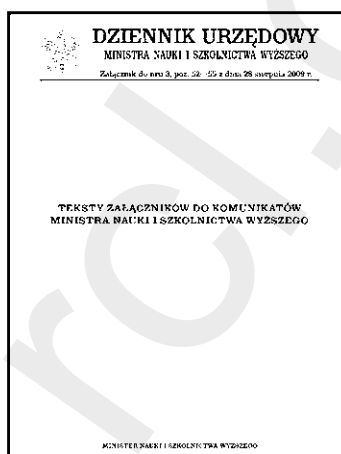 DZIENNIK URZĘDOWY
MINISTRA NAUKI I SZKOLNICTWA WYŻSZEGO
Załącznik do nru 3, poz. 52–55 z dnia 28 sierpnia 2009 r.
TEKSTY ZAŁĄCZNIKÓW DO KOMUNIKATÓW
MINISTRA NAUKI I SZKOLNICTWA WYŻSZEGO
MINISTER NAUKI I SZKOLNICTWA WYŻSZEGO